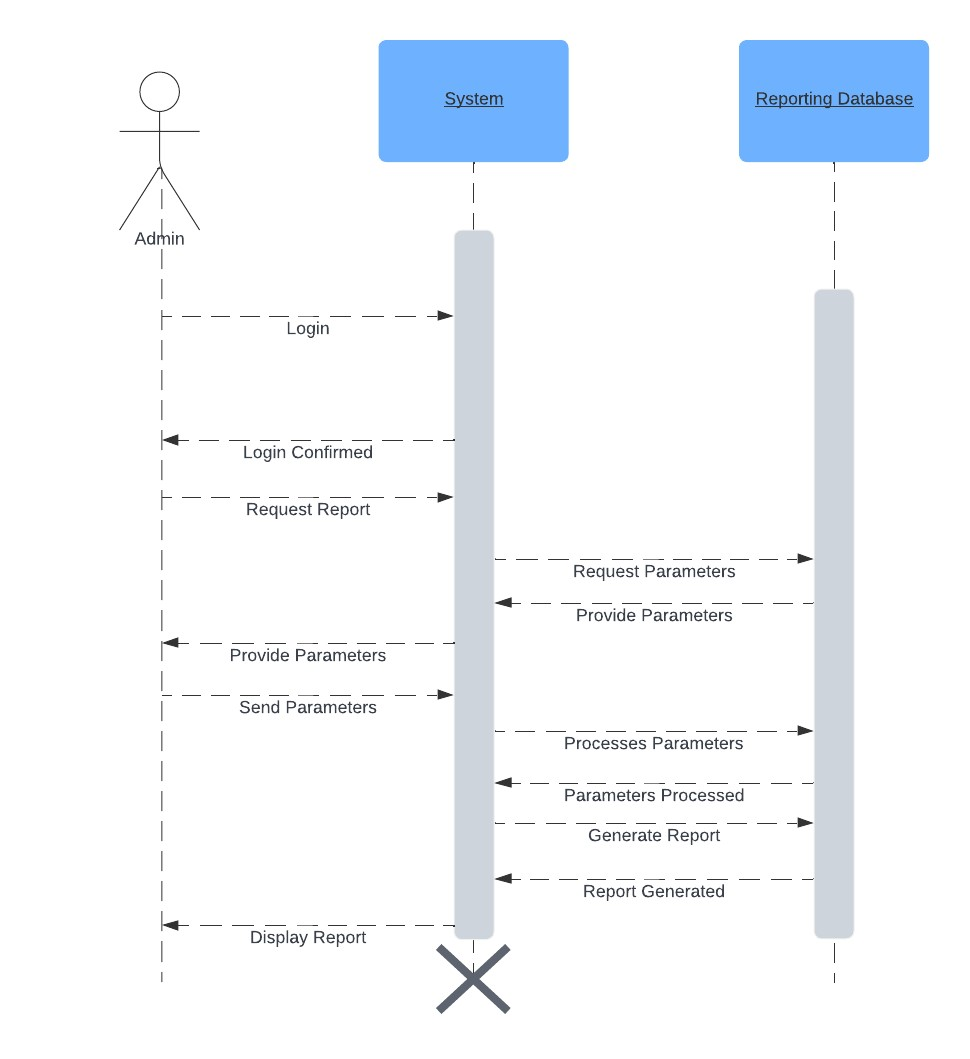 System
Reporting Database
Admin
Login
Login Confirmed
Request Report
Request Parameters
Provide Parameters
Provide Parameters
Send Parameters
Processes Parameters
Parameters Processed
Generate Report
Report Generated
Display Report